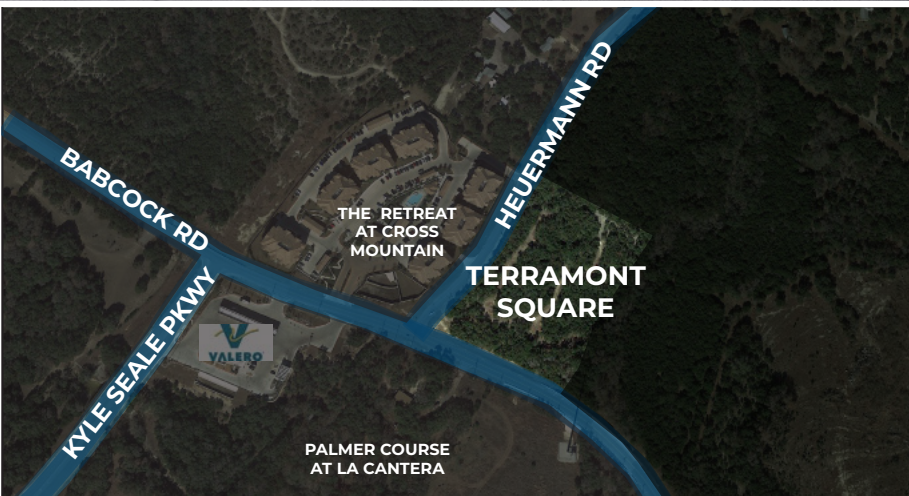 HEUERMANN RD
BABCOCK RD
THE RETREAT
AT CROSS
MOUNTAIN
TERRAMONT
SQUARE
KYLE SEALE PKWY
VALERO
PALMER COURSE
AT LA CANTERA